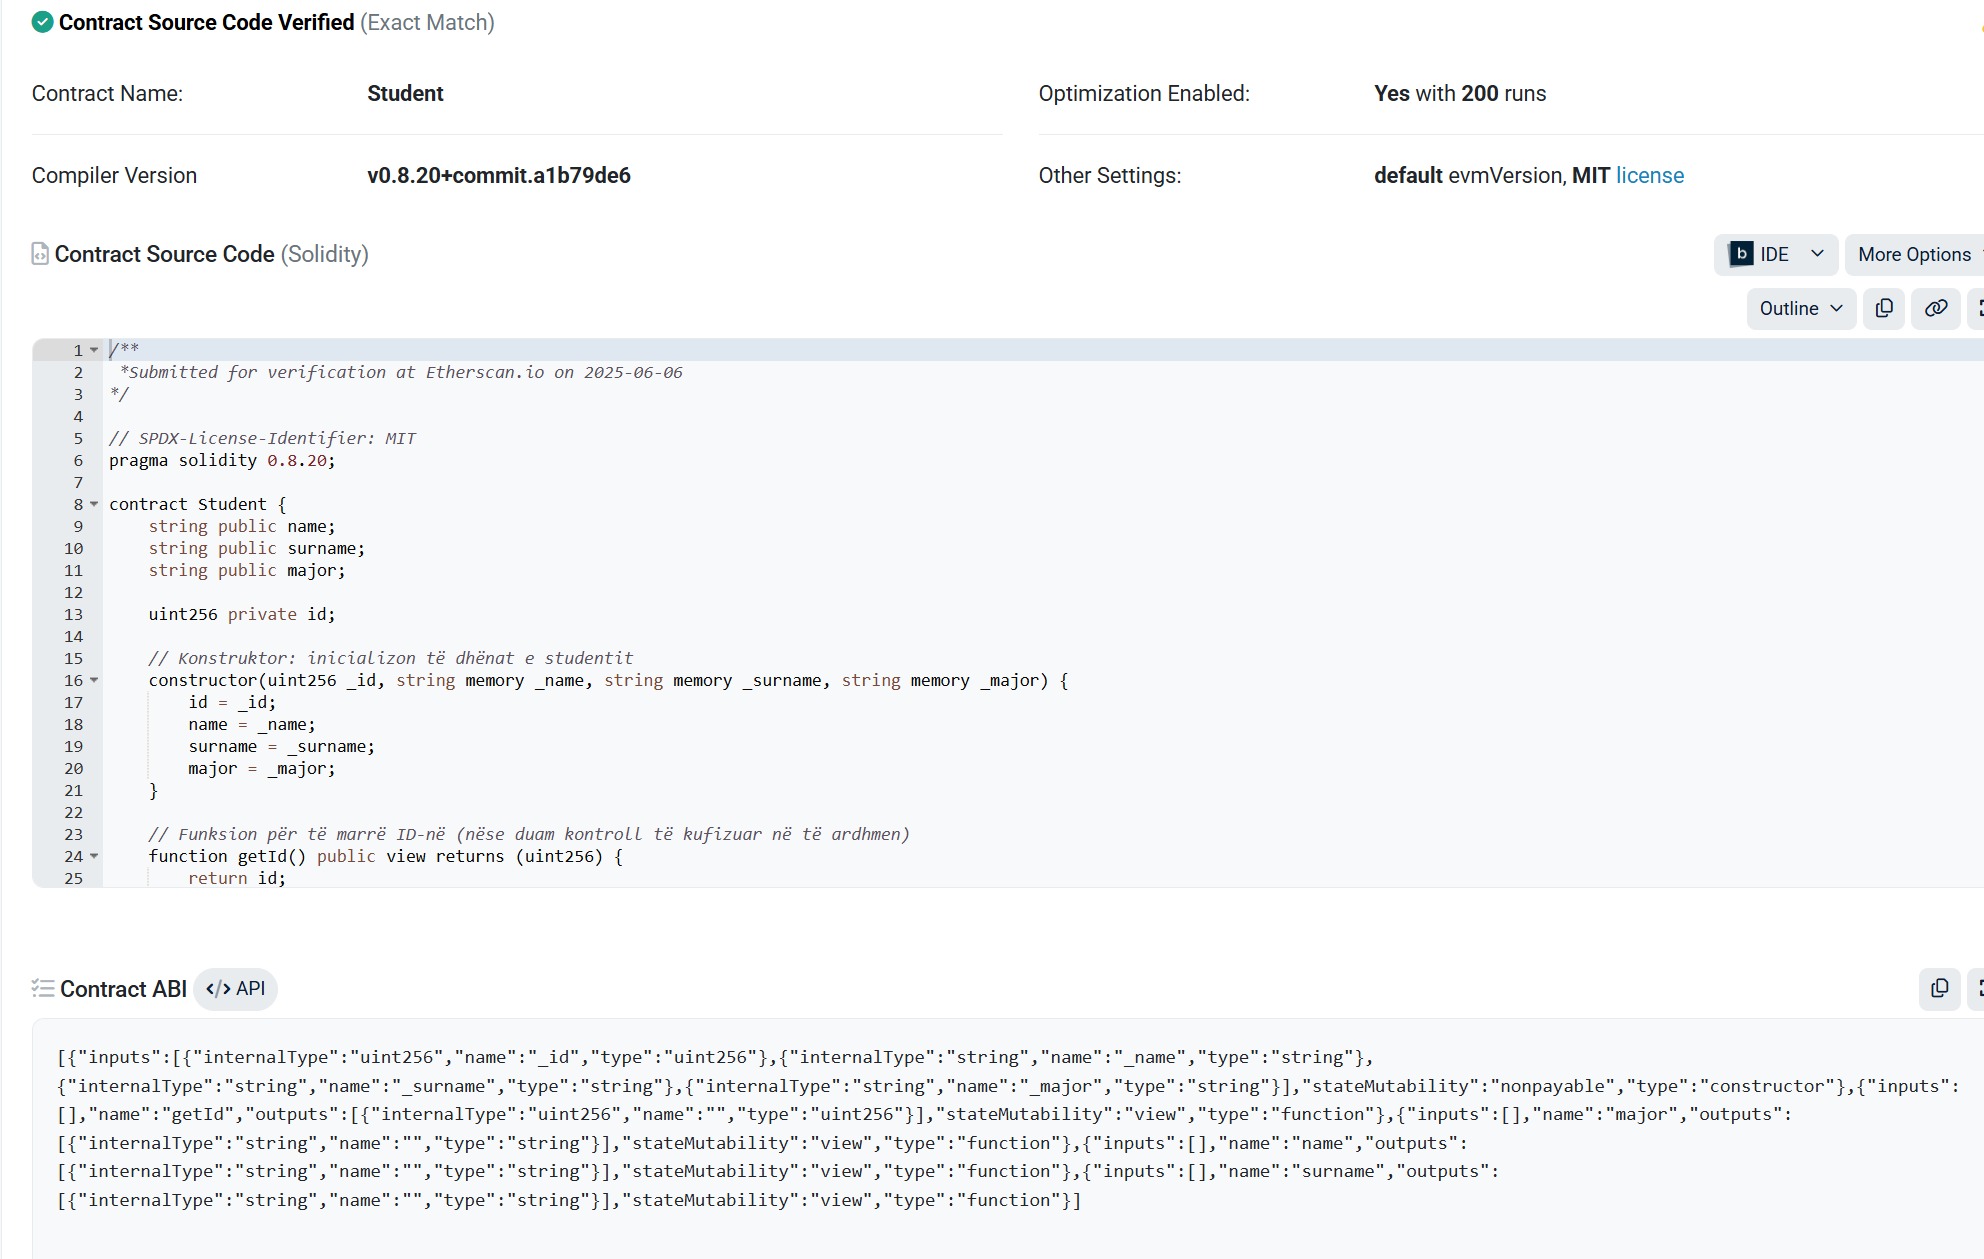 Contract Source Code Verified (Exact Match)
Contract Name: Student
Optimization Enabled: Yes with 200 runs
Compiler Version v0.8.20+commit.a1b79de6
Other Settings: default evmVersion, MIT license
Contract Source Code (Solidity)
b IDE
More Options
Outline
1 /**
2  *Submitted for verification at Etherscan.io on 2025-06-06
3 */
4
5 // SPDX-License-Identifier: MIT
6 pragma solidity 0.8.20;
7
8 contract Student {
9     string public name;
10     string public surname;
11     string public major;
12
13     uint256 private id;
14
15     // Konstruktor: inicializon të dhënat e studentit
16     constructor(uint256 _id, string memory _name, string memory _surname, string memory _major) {
17         id = _id;
18         name = _name;
19         surname = _surname;
20         major = _major;
21     }
22
23     // Funksion për të marrë ID-në (nëse duam kontroll të kufizuar në të ardhmen)
24     function getId() public view returns (uint256) {
25         return id;
Contract ABI
</> API
[{"inputs":[{"internalType":"uint256","name":"_id","type":"uint256"},{"internalType":"string","name":"_name","type":"string"},
{"internalType":"string","name":"_surname","type":"string"},{"internalType":"string","name":"_major","type":"string"}],"stateMutability":"nonpayable","type":"constructor"},{"inputs":
[],"name":"getId","outputs":[{"internalType":"uint256","name":"","type":"uint256"}],"stateMutability":"view","type":"function"},{"inputs":[],"name":"major","outputs":
[{"internalType":"string","name":"","type":"string"}],"stateMutability":"view","type":"function"},{"inputs":[],"name":"name","outputs":
[{"internalType":"string","name":"","type":"string"}],"stateMutability":"view","type":"function"},{"inputs":[],"name":"surname","outputs":
[{"internalType":"string","name":"","type":"string"}],"stateMutability":"view","type":"function"}]